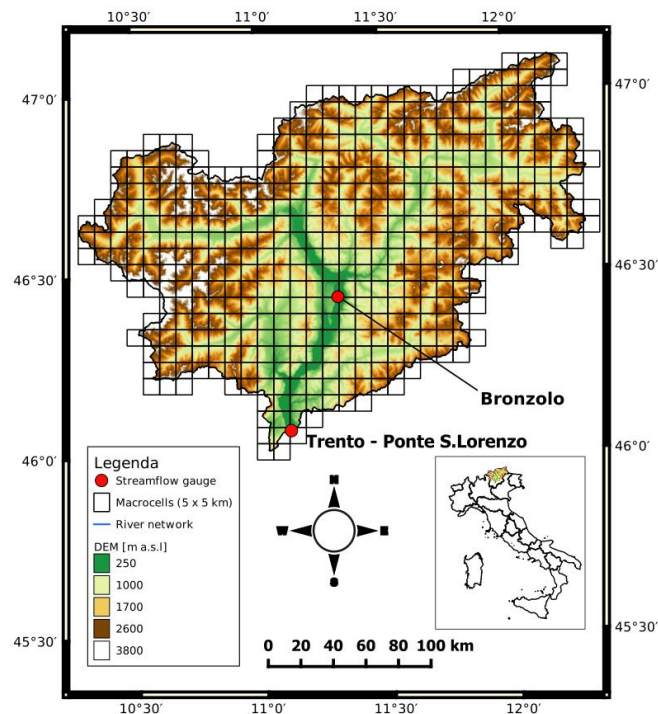 10°30' 11°0' 11°30' 12°0'
47°0' 47°0'
46°30' 46°30'
Bronzolo
Trento - Ponte S.Lorenzo
46°0' 46°0'
Legenda
Streamflow gauge
Macrocells (5 x 5 km)
River network
DEM [m a.s.l]
250
1000
1700
2600
3800
N
W E
S
45°30' 45°30'
0 20 40 60 80 100 km
10°30' 11°0' 11°30' 12°0'